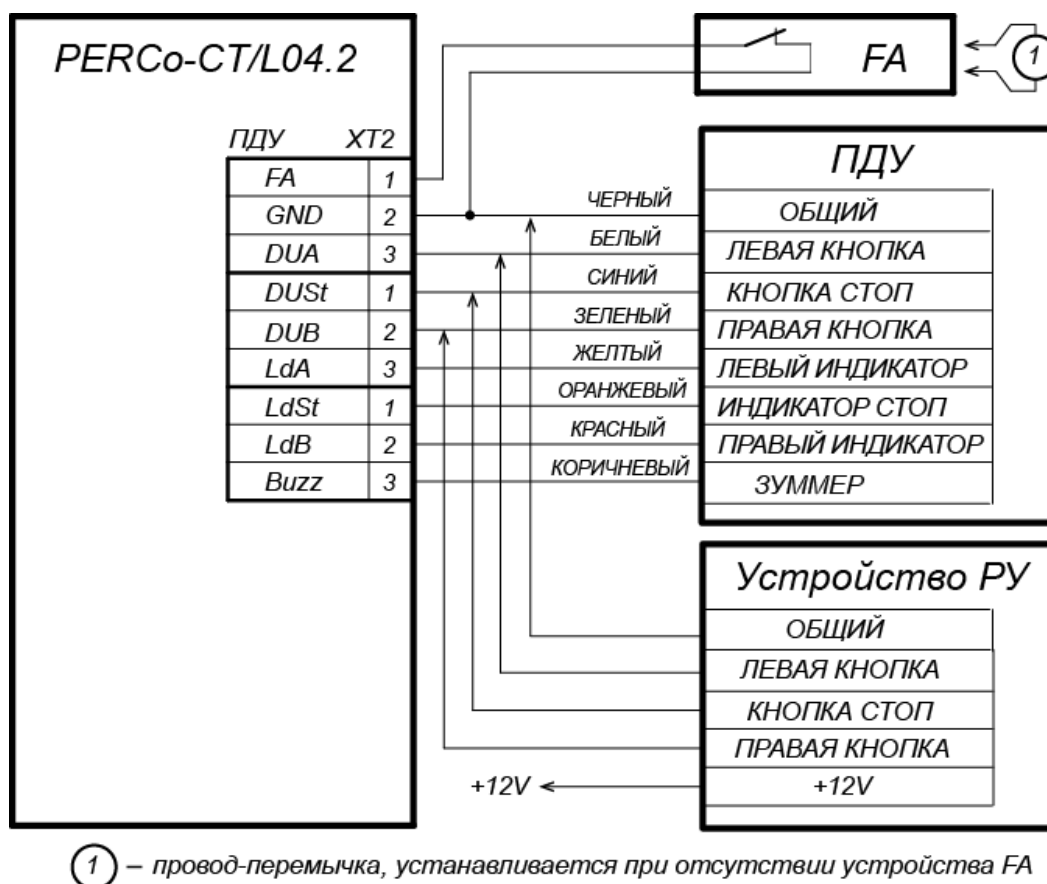 PERCo-CT/L04.2
FA
1
ПДУ XT2
FA 1
GND 2
DUA 3
DUSt 1
DUB 2
LdA 3
LdSt 1
LdB 2
Buzz 3
ЧЕРНЫЙ
БЕЛЫЙ
СИНИЙ
ЗЕЛЕНЫЙ
ЖЕЛТЫЙ
ОРАНЖЕВЫЙ
КРАСНЫЙ
КОРИЧНЕВЫЙ
ПДУ
ОБЩИЙ
ЛЕВАЯ КНОПКА
КНОПКА СТОП
ПРАВАЯ КНОПКА
ЛЕВЫЙ ИНДИКАТОР
ИНДИКАТОР СТОП
ПРАВЫЙ ИНДИКАТОР
ЗУММЕР
Устройство РУ
ОБЩИЙ
ЛЕВАЯ КНОПКА
КНОПКА СТОП
ПРАВАЯ КНОПКА
+12V
+12V
1 – провод-перемычка, устанавливается при отсутствии устройства FA